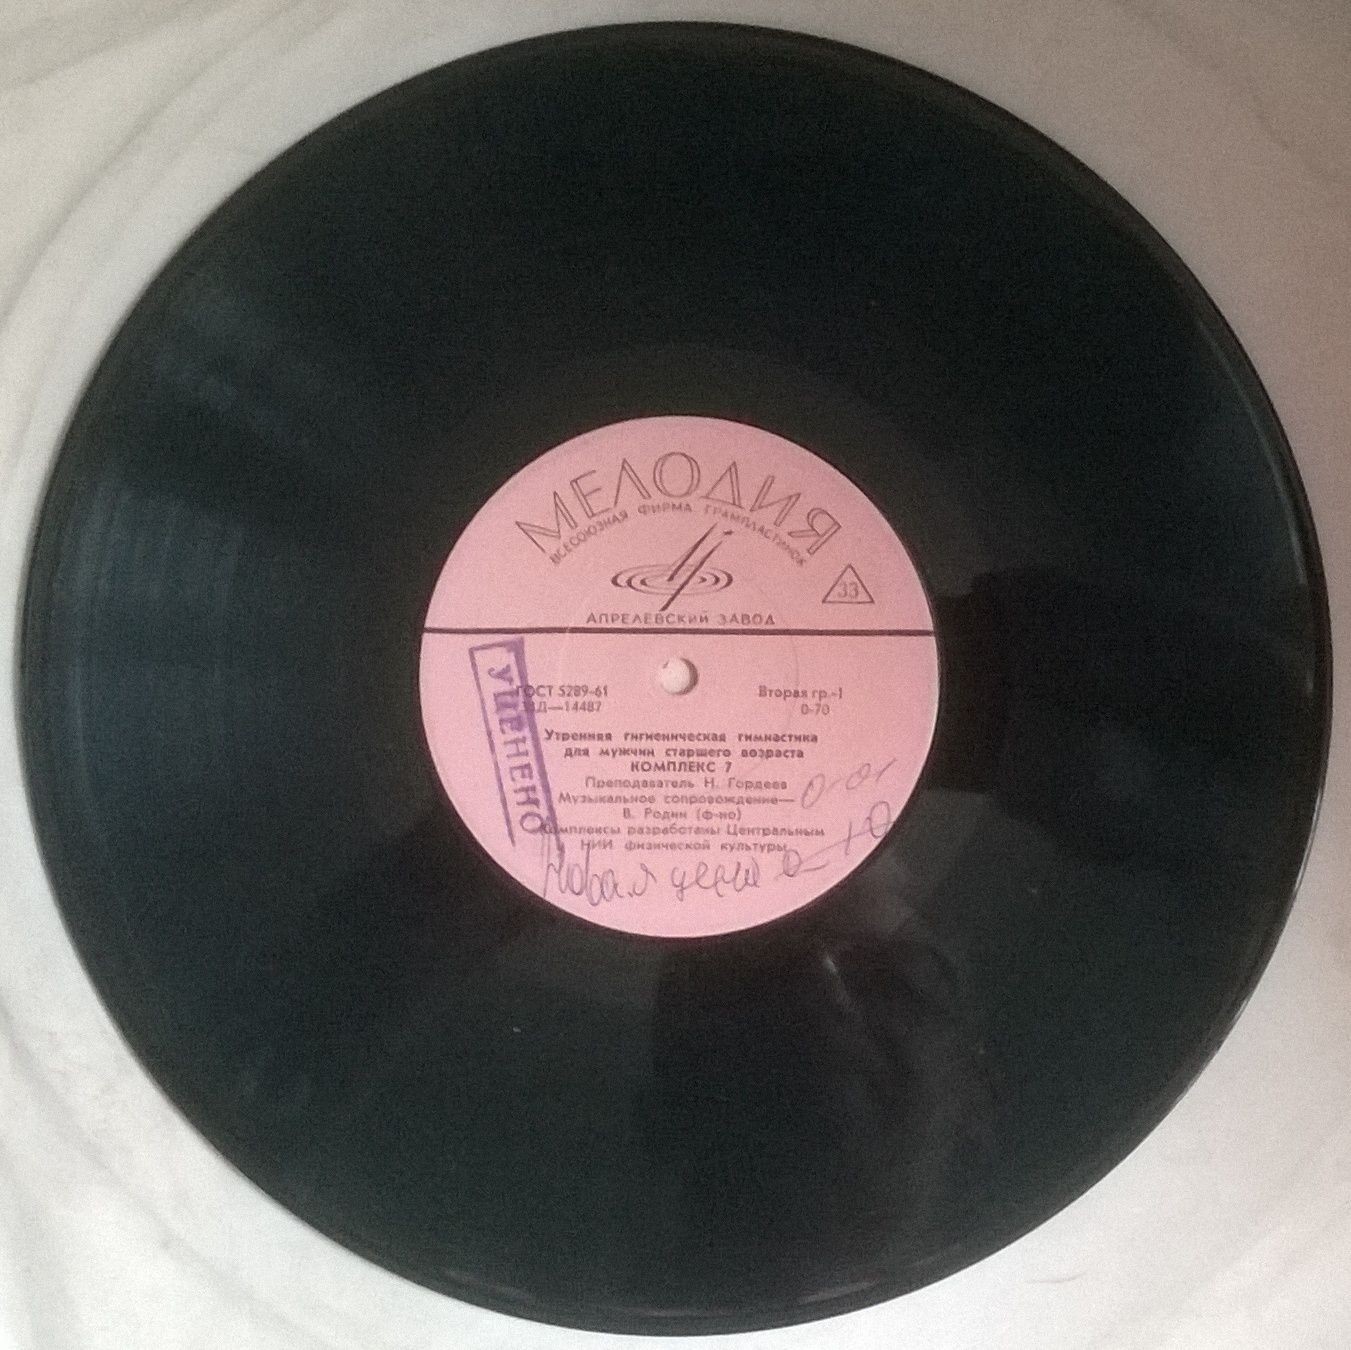 МЕЛОДИЯ
ВСЕСОЮЗНАЯ ФИРМА ГРАМПЛАСТИНОК
33
АПРЕЛЕВСКИЙ ЗАВОД
УЦЕНЕНО
ГОСТ 5289-61
Вторая гр.-1
Д—14487
0-70
Утренняя гигиеническая гимнастика
для мужчин старшего возраста
КОМПЛЕКС 7
Преподаватель Н. Гордеев
Музыкальное сопровождение—
В. Родин (ф-но)
Комплексы разработаны Центральным
НИИ физической культуры
Новая цена 0-10